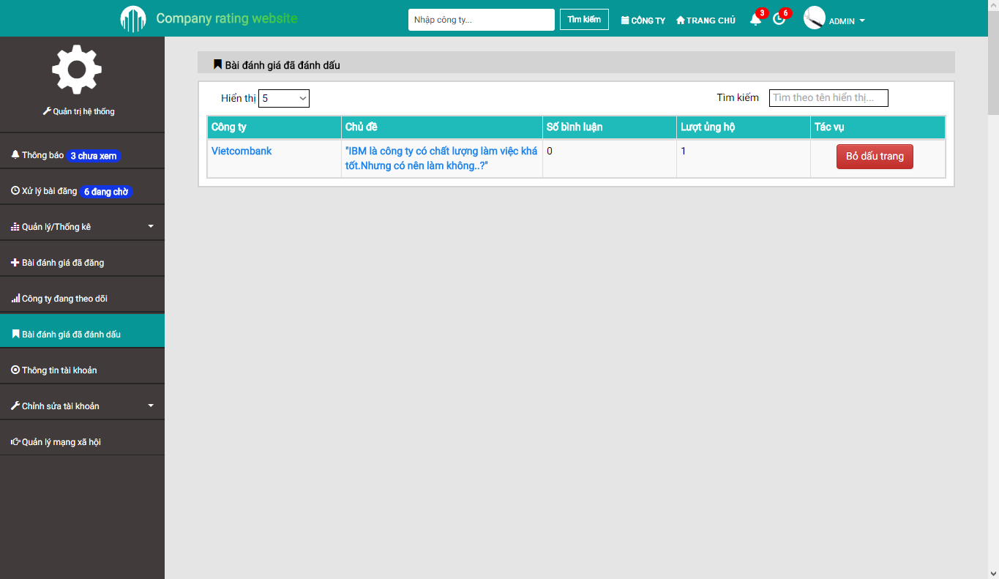 Company rating website
Nhập công ty...
Tìm kiếm
CÔNG TY
TRANG CHỦ
3
6
ADMIN
Quản trị hệ thống
Thông báo 3 chưa xem
Xử lý bài đăng 6 đang chờ
Quản lý/Thống kê
Bài đánh giá đã đăng
Công ty đang theo dõi
Bài đánh giá đã đánh dấu
Thông tin tài khoản
Chỉnh sửa tài khoản
Quản lý mạng xã hội
Bài đánh giá đã đánh dấu
Hiển thị 5
Tìm kiếm Tìm theo tên hiển thị...
Công ty Chủ đề Số bình luận Lượt ủng hộ Tác vụ
Vietcombank "IBM là công ty có chất lượng làm việc khá 0 1 Bỏ dấu trang
tốt.Nhưng có nên làm không..?"